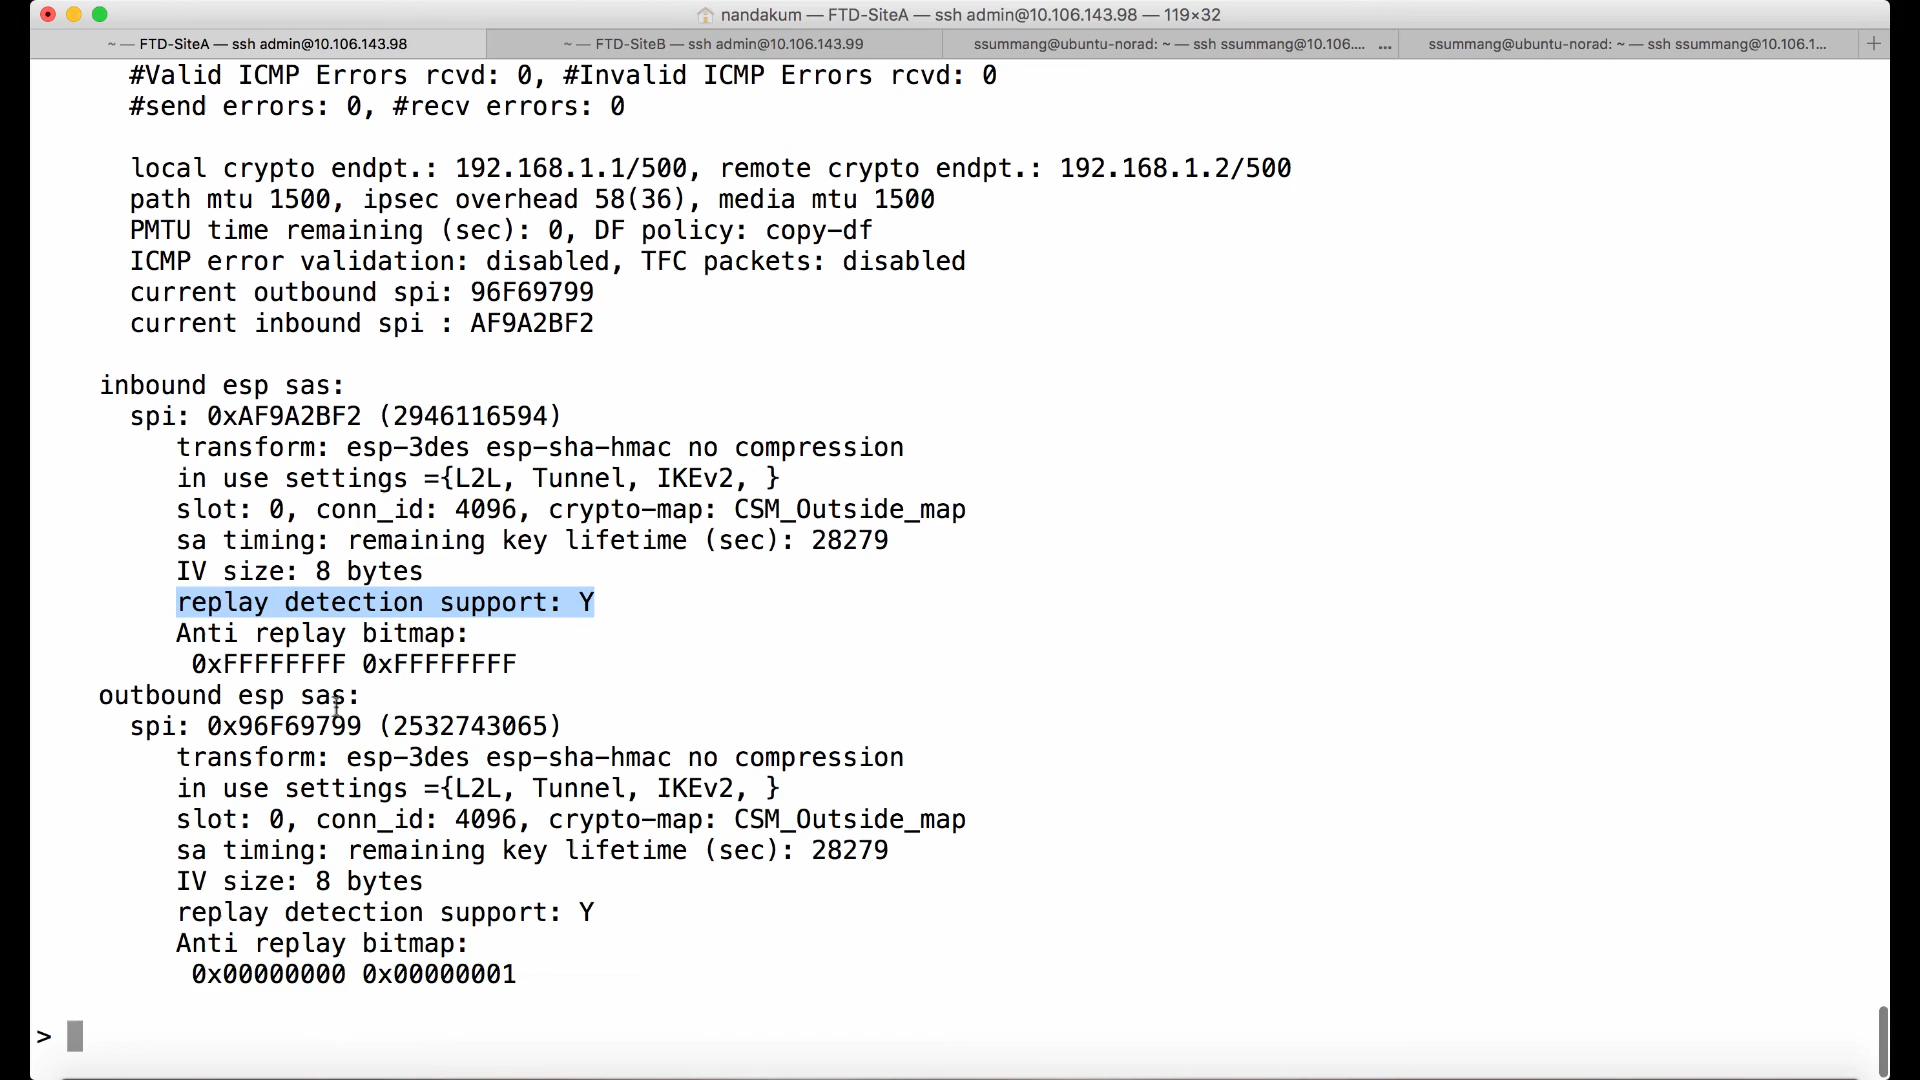 nandakum — FTD-SiteA — ssh admin@10.106.143.98 — 119×32
~ — FTD-SiteA — ssh admin@10.106.143.98
~ — FTD-SiteB — ssh admin@10.106.143.99
ssummang@ubuntu-norad: ~ — ssh ssummang@10.106.... ...
ssummang@ubuntu-norad: ~ — ssh ssummang@10.106.1... +
#Valid ICMP Errors rcvd: 0, #Invalid ICMP Errors rcvd: 0
#send errors: 0, #recv errors: 0
local crypto endpt.: 192.168.1.1/500, remote crypto endpt.: 192.168.1.2/500
path mtu 1500, ipsec overhead 58(36), media mtu 1500
PMTU time remaining (sec): 0, DF policy: copy-df
ICMP error validation: disabled, TFC packets: disabled
current outbound spi: 96F69799
current inbound spi : AF9A2BF2
inbound esp sas:
spi: 0xAF9A2BF2 (2946116594)
transform: esp-3des esp-sha-hmac no compression
in use settings ={L2L, Tunnel, IKEv2, }
slot: 0, conn_id: 4096, crypto-map: CSM_Outside_map
sa timing: remaining key lifetime (sec): 28279
IV size: 8 bytes
replay detection support: Y
Anti replay bitmap:
0xFFFFFFFF 0xFFFFFFFF
outbound esp sas:
spi: 0x96F69799 (2532743065)
transform: esp-3des esp-sha-hmac no compression
in use settings ={L2L, Tunnel, IKEv2, }
slot: 0, conn_id: 4096, crypto-map: CSM_Outside_map
sa timing: remaining key lifetime (sec): 28279
IV size: 8 bytes
replay detection support: Y
Anti replay bitmap:
0x00000000 0x00000001
>